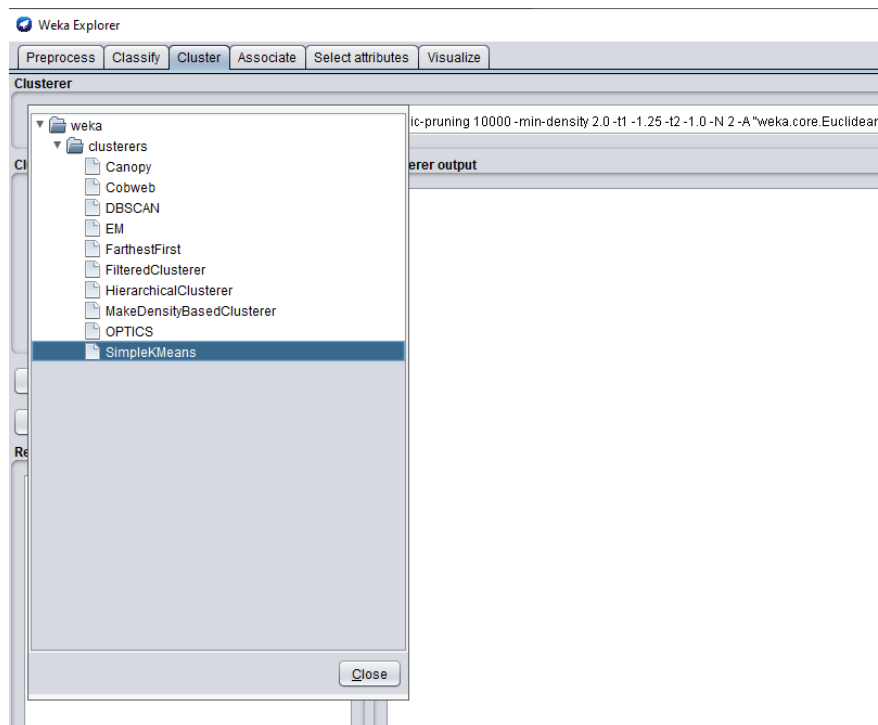 Weka Explorer
Preprocess Classify Cluster Associate Select attributes Visualize
Clusterer
weka
ic-pruning 10000 -min-density 2.0 -t1 -1.25 -t2 -1.0 -N 2 -A "weka.core.Euclidear
clusterers
Cl
erer output
Canopy
Cobweb
DBSCAN
EM
FarthestFirst
FilteredClusterer
HierarchicalClusterer
MakeDensityBasedClusterer
OPTICS
SimpleKMeans
Re
Close